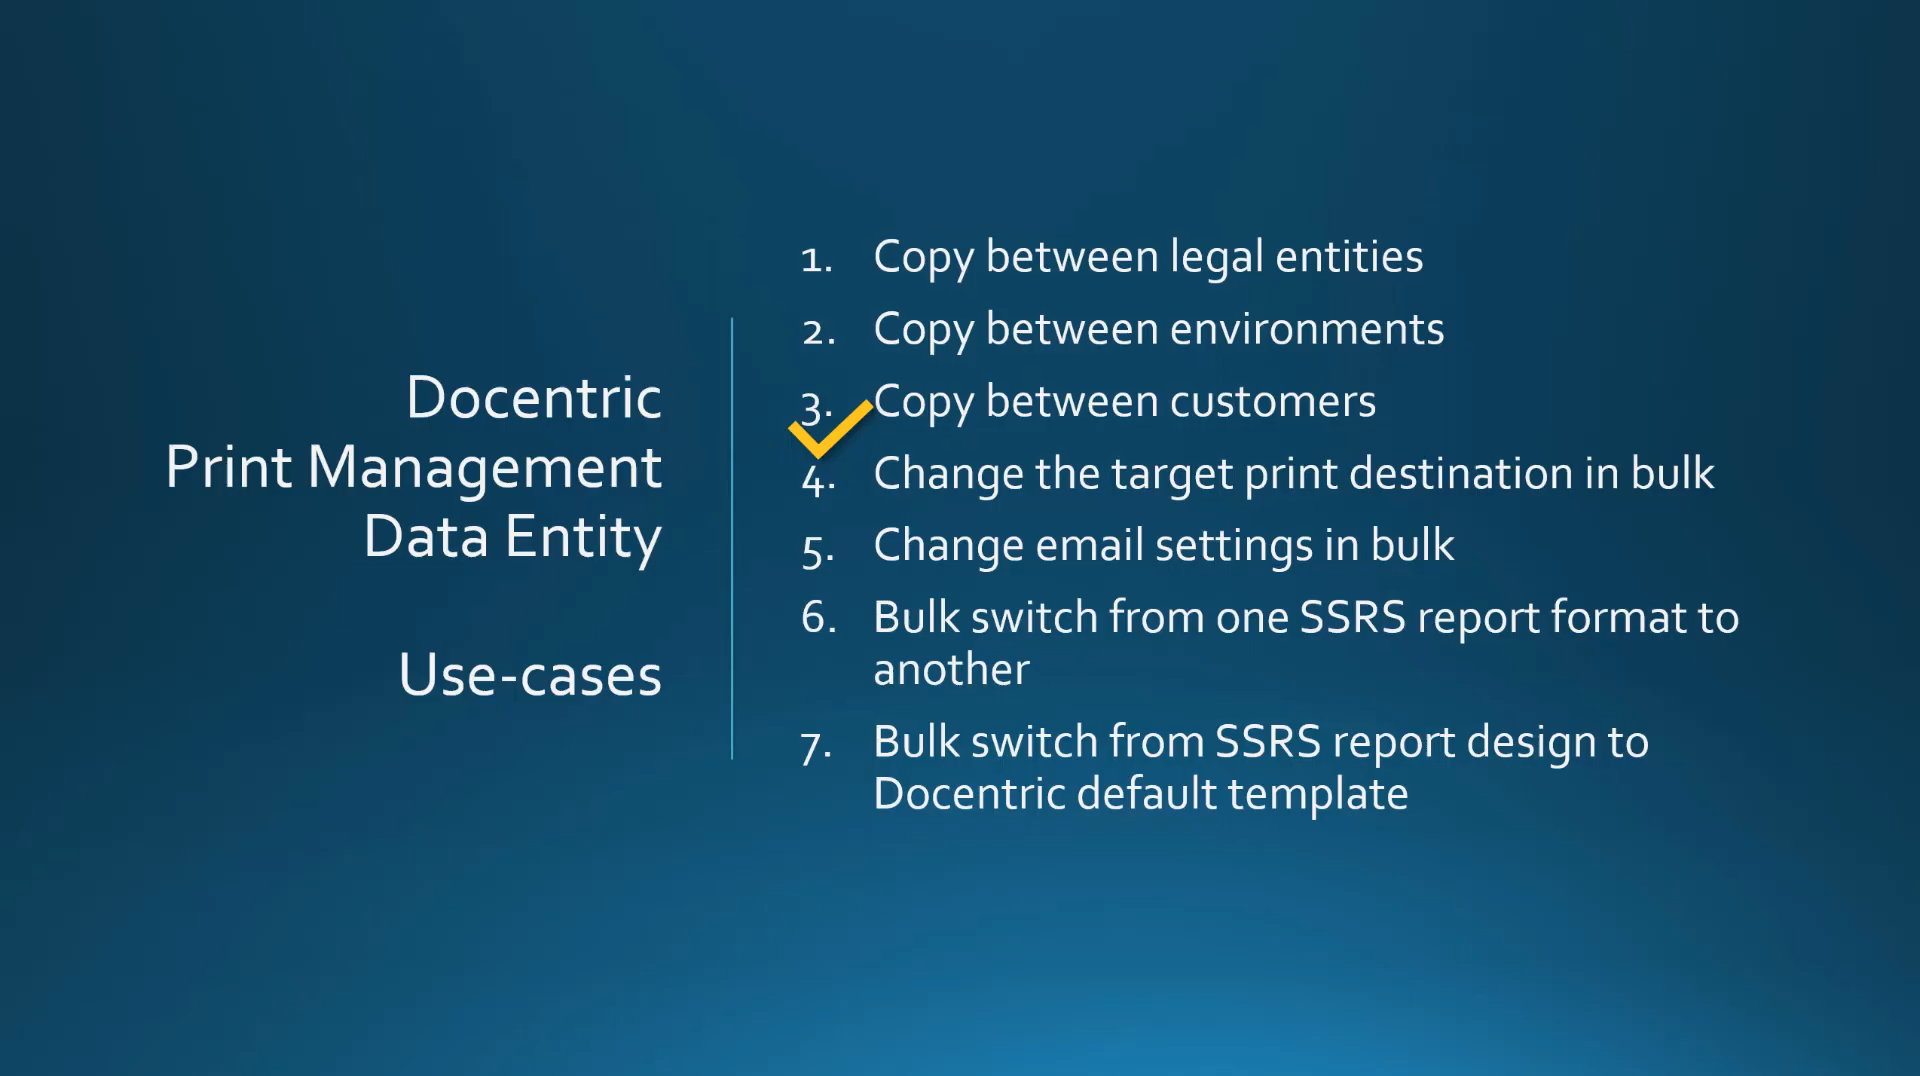 Docentric
Print Management
Data Entity
Use-cases
1. Copy between legal entities
2. Copy between environments
3. Copy between customers
4. Change the target print destination in bulk
5. Change email settings in bulk
6. Bulk switch from one SSRS report format to
another
7. Bulk switch from SSRS report design to
Docentric default template